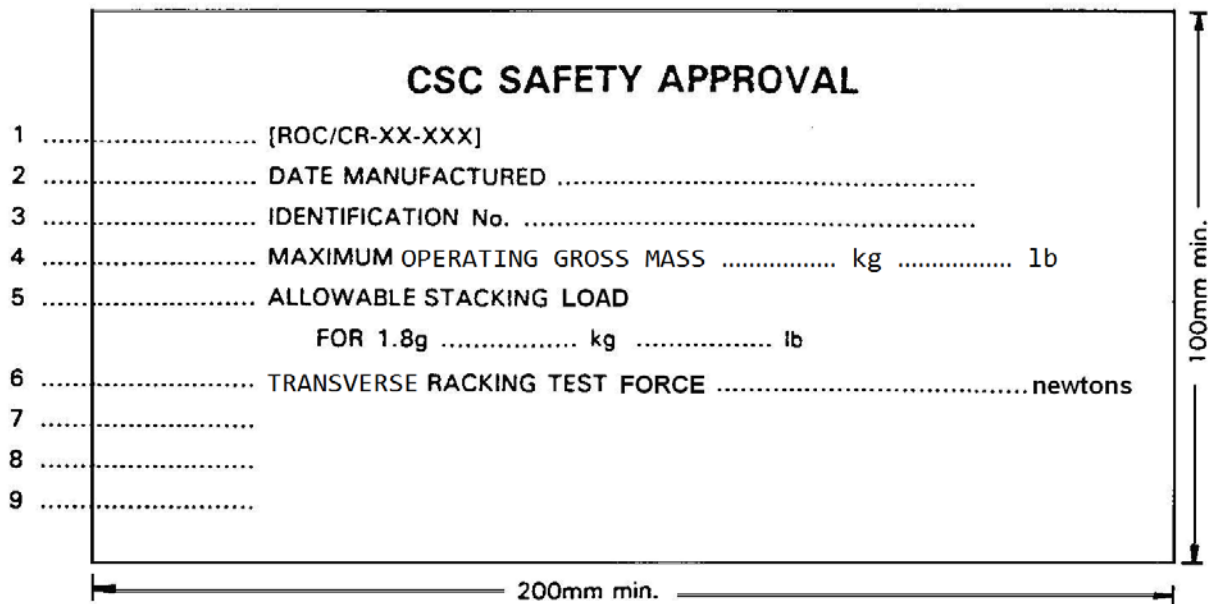 CSC SAFETY APPROVAL
1 .............................. [ROC/CR-XX-XXX]
2 .............................. DATE MANUFACTURED ..............................
3 .............................. IDENTIFICATION No. ..............................
4 .............................. MAXIMUM OPERATING GROSS MASS ................. kg ................. lb
5 .............................. ALLOWABLE STACKING LOAD
FOR 1.8g ................. kg ................. lb
6 .............................. TRANSVERSE RACKING TEST FORCE .............................. newtons
7 ..............................
8 ..............................
9 ..............................
100mm min.
200mm min.